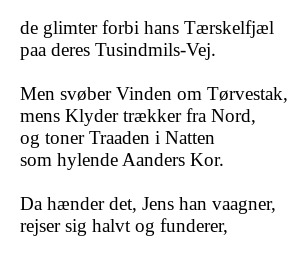 de glimter forbi hans Tærskelfjæl
paa deres Tusindmils-Vej.

Men svøber Vinden om Tørvestak,
mens Klyder trækker fra Nord,
og toner Traaden i Natten
som hylende Aanders Kor.

Da hænder det, Jens han vaagner,
rejser sig halvt og funderer,